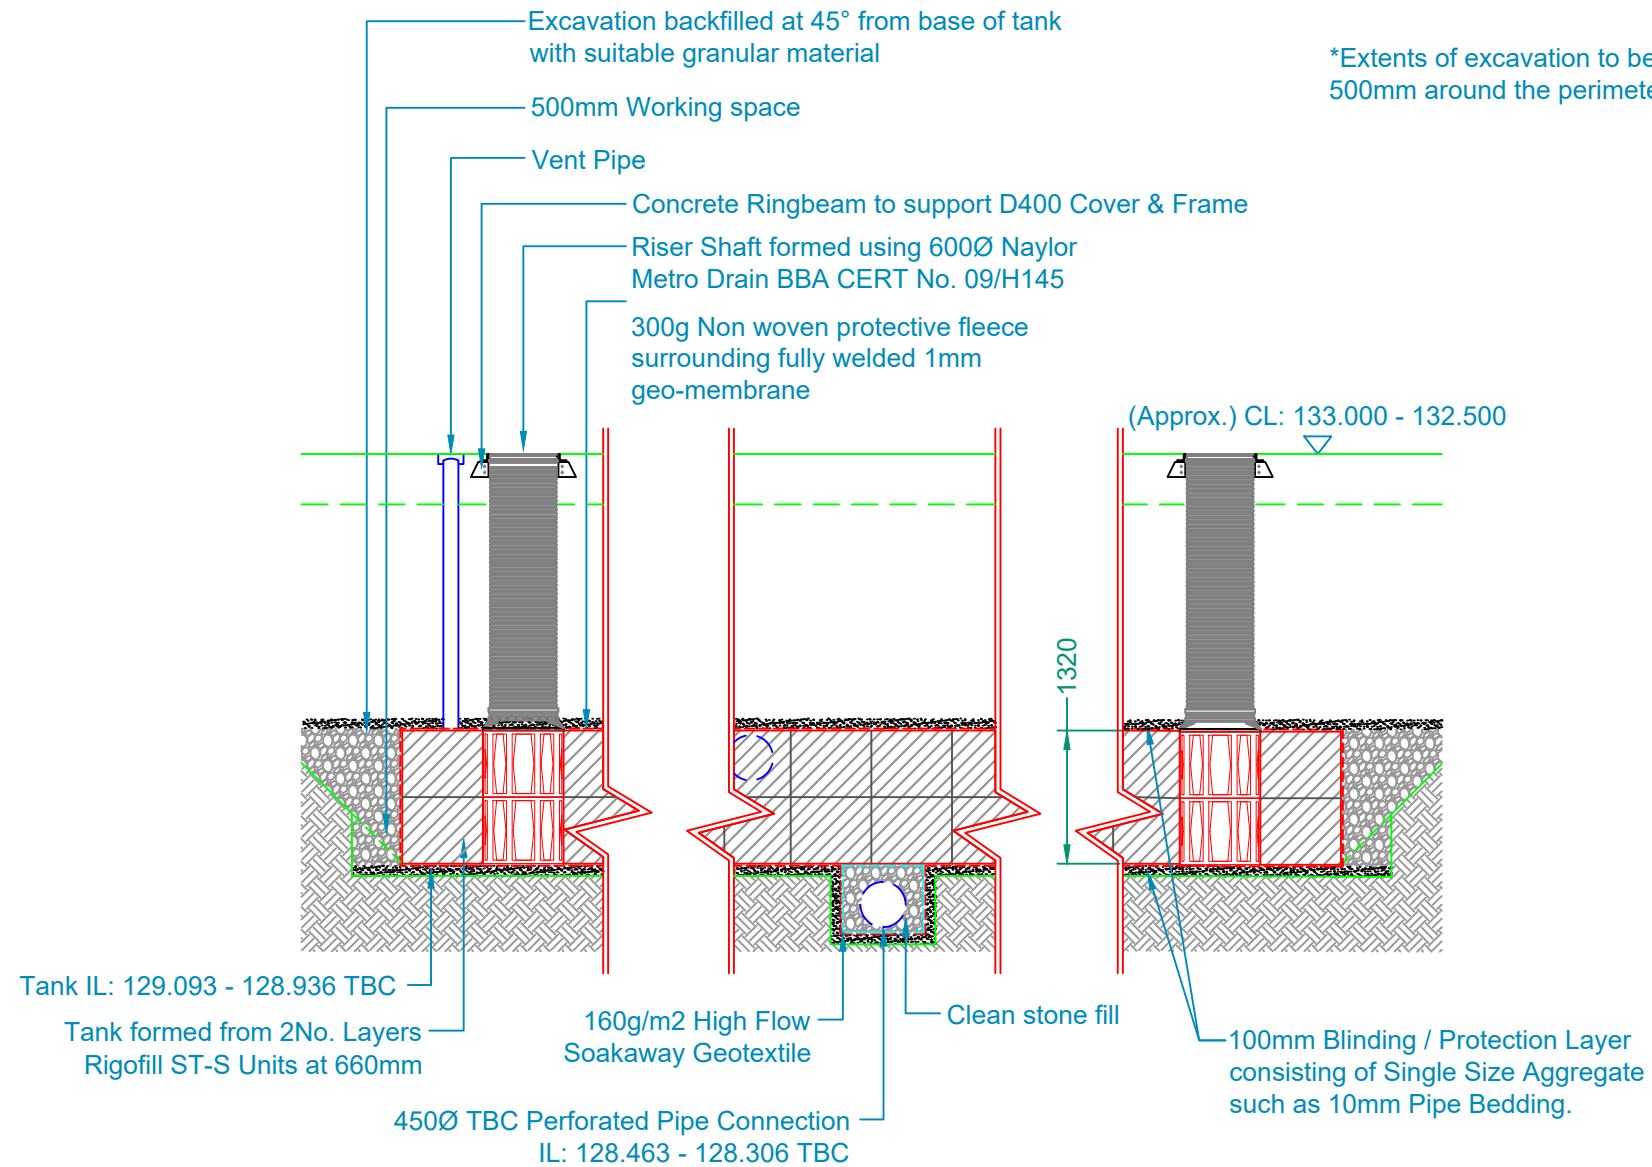 Excavation backfilled at 45° from base of tank
with suitable granular material
*Extents of excavation to be
500mm around the perimete
500mm Working space
Vent Pipe
Concrete Ringbeam to support D400 Cover & Frame
Riser Shaft formed using 600Ø Naylor
Metro Drain BBA CERT No. 09/H145
300g Non woven protective fleece
surrounding fully welded 1mm
geo-membrane
(Approx.) CL: 133.000 - 132.500
1320
Tank IL: 129.093 - 128.936 TBC
Tank formed from 2No. Layers
Rigofill ST-S Units at 660mm
160g/m2 High Flow
Soakaway Geotextile
Clean stone fill
450Ø TBC Perforated Pipe Connection
IL: 128.463 - 128.306 TBC
100mm Blinding / Protection Layer
consisting of Single Size Aggregate
such as 10mm Pipe Bedding.